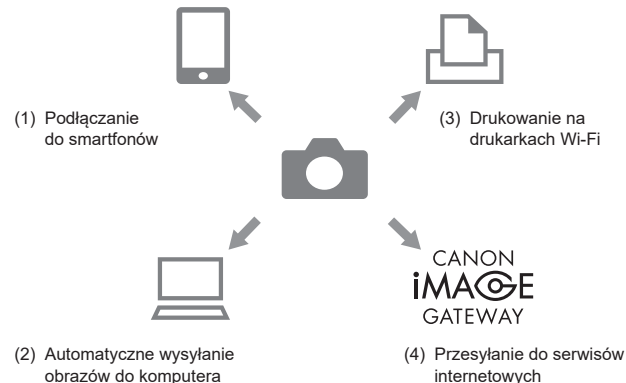 (1) Podłączanie
do smartfonów
(3) Drukowanie na
drukarkach Wi-Fi
CANON
iMAGE
GATEWAY
(2) Automatyczne wysyłanie
obrazów do komputera
(4) Przesyłanie do serwisów
internetowych